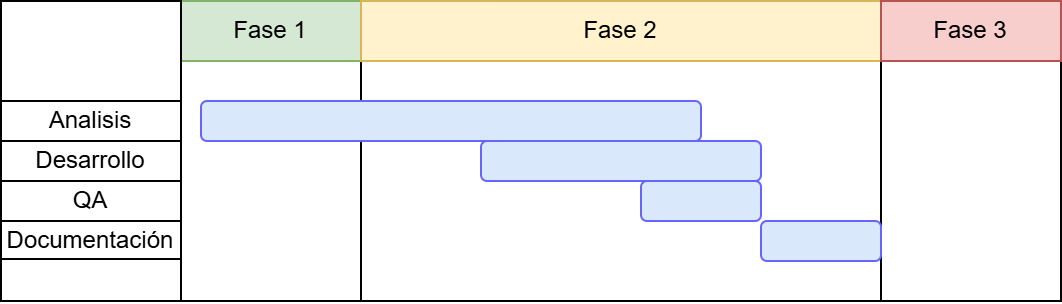 Fase 1
Fase 2
Fase 3
Analisis
Desarrollo
QA
Documentación